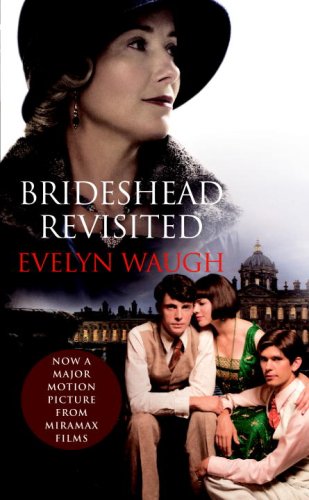 BRIDESHEAD
REVISITED
EVELYN WAUGH
NOW A
MAJOR
MOTION
PICTURE
FROM
MIRAMAX
FILMS